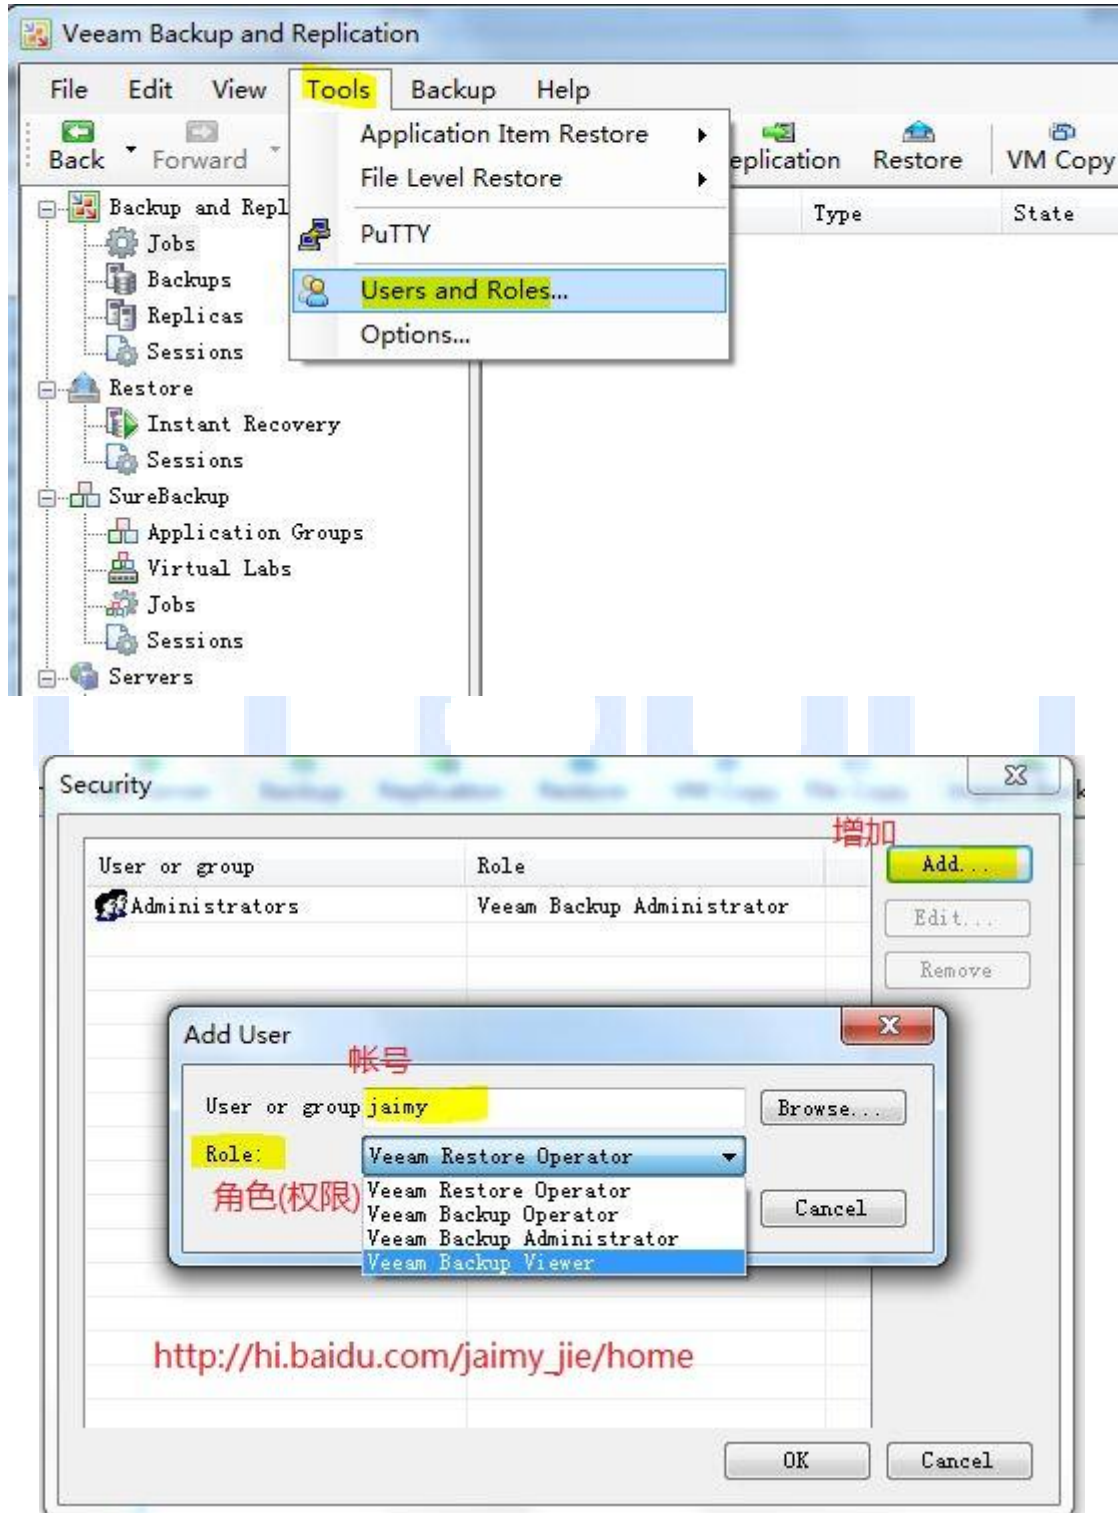 Veeam Backup and Replication
File Edit View Tools Backup Help
Back Forward eplication Restore VM Copy
Application Item Restore
File Level Restore
PuTTY
Users and Roles...
Options...
Type State
Backup and Repl
Jobs
Backups
Replicas
Sessions
Restore
Instant Recovery
Sessions
SureBackup
Application Groups
Virtual Labs
Jobs
Sessions
Servers
Security
增加
User or group Role Add...
Administrators Veeam Backup Administrator Edit...
Remove
Add User
帐号
User or group jaimy Browse...
Role: Veeam Restore Operator
角色(权限)
Veeam Restore Operator
Veeam Backup Operator
Cancel
Veeam Backup Administrator
Veeam Backup Viewer
http://hi.baidu.com/jaimy_jie/home
OK Cancel